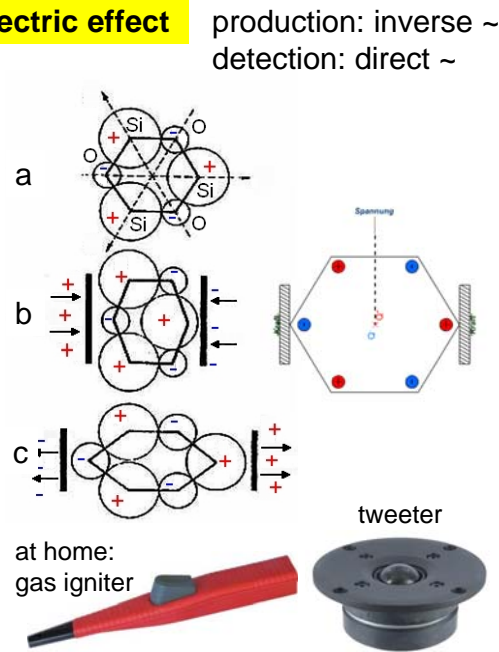 ectric effect
production: inverse ~
detection: direct ~
a
Si
O
+
-
O
-
+
Si
+
-
Si
O
b
+
+
+
+
-
-
+
+
-
-
-
-
Spannung
c
-
-
-
+
-
-
+
+
-
+
+
+
tweeter
at home:
gas igniter